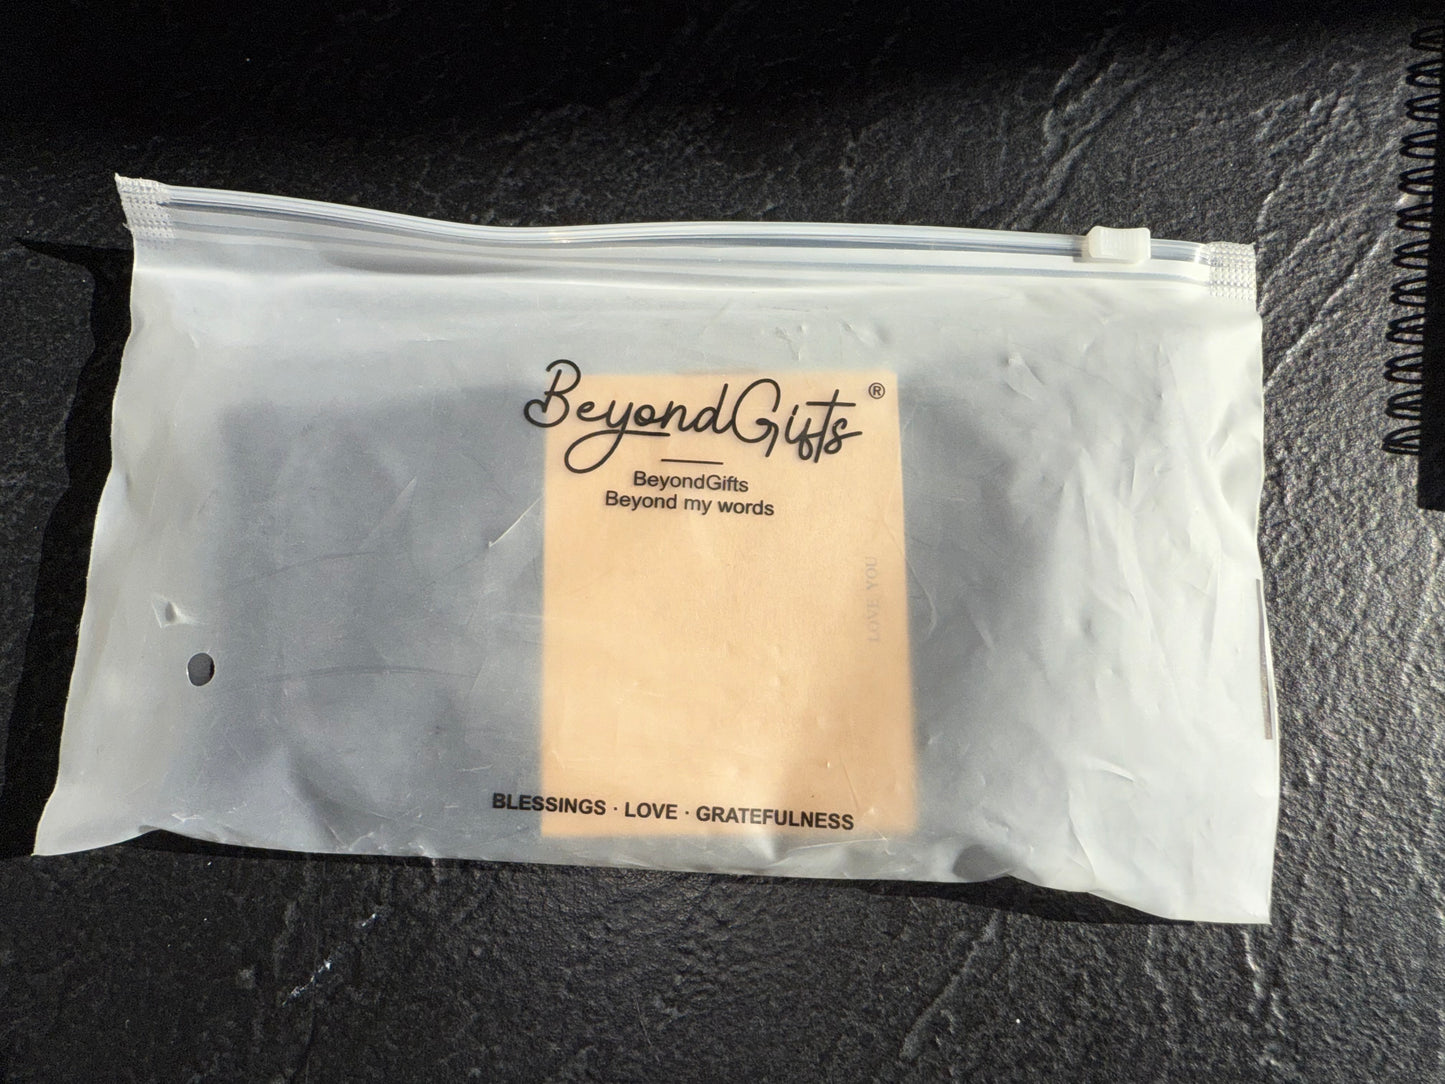 BeyondGifts ®
BeyondGifts
Beyond my words
LOVE YOU
BLESSINGS · LOVE · GRATEFULNESS